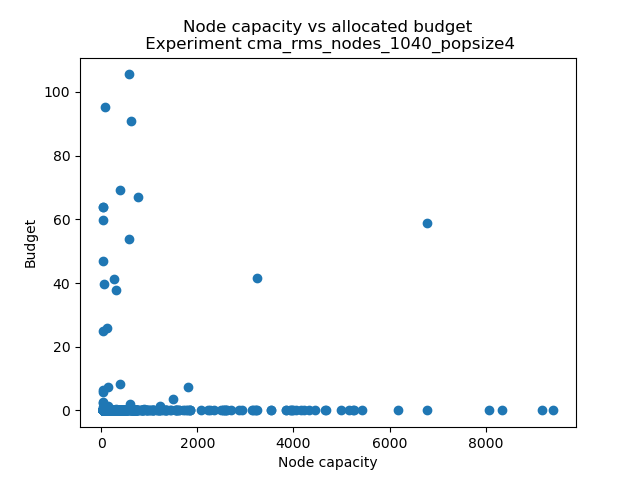 Node capacity vs allocated budget
Experiment cma_rms_nodes_1040_popsize4
100
80
60
40
20
0
Budget
0 2000 4000 6000 8000
Node capacity